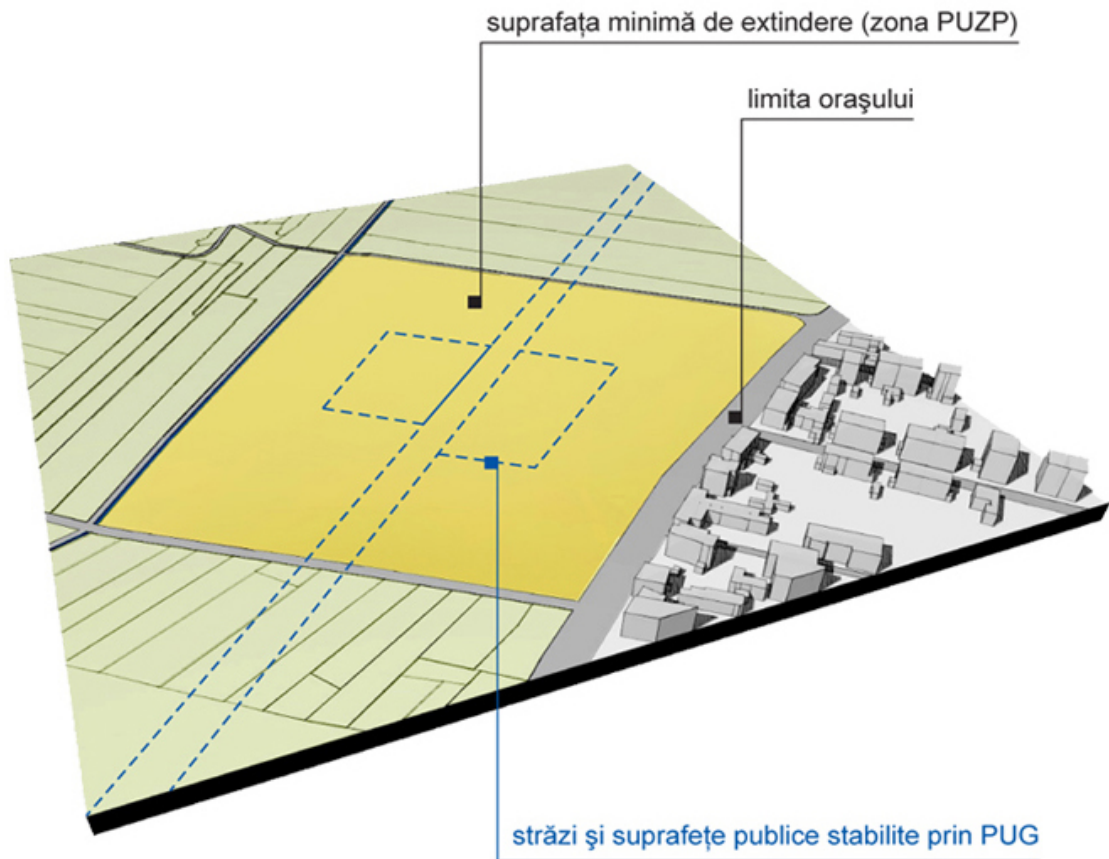 suprafața minimă de extindere (zona PUZP)
limita oraşului
străzi şi suprafețe publice stabilite prin PUG